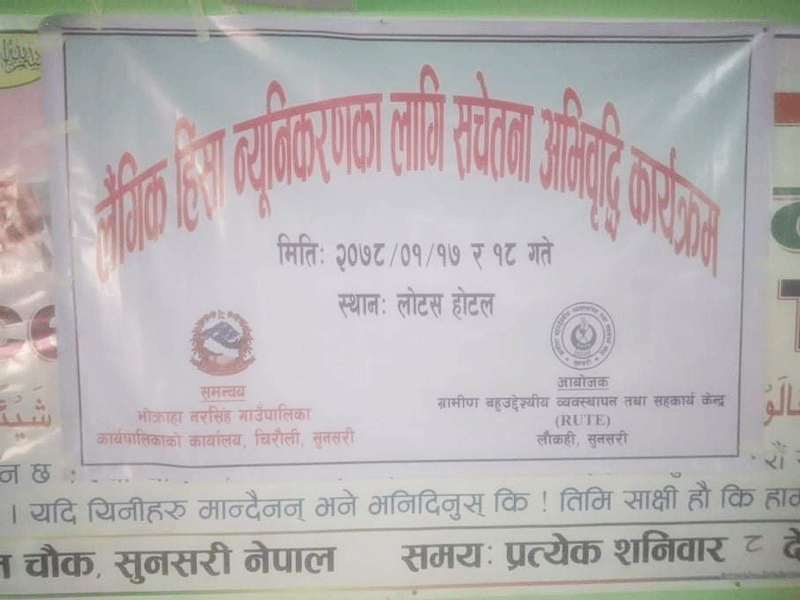 लैंगिक हिंसा न्यूनिकरणका लागि सचेतना अभिवृद्धि कार्यक्रम
मिति: २०७८/०१/१७ र १८ गते
स्थान: लोटस होटल
समन्वय
भोक्राहा नरसिंह गाउँपालिका
कार्यपालिकाको कार्यालय, चिरौली, सुनसरी
आयोजक
ग्रामीण बहुउद्देश्यीय व्यवस्थापन तथा सहकार्य केन्द्र
(RUTE)
लौकही, सुनसरी
न छ :
। यदि यिनीहरु मान्दैनन् भने भनिदिनुस् कि ! तिमि साक्षी हौ कि हाम
चौक, सुनसरी नेपाल समय: प्रत्येक शनिवार ८